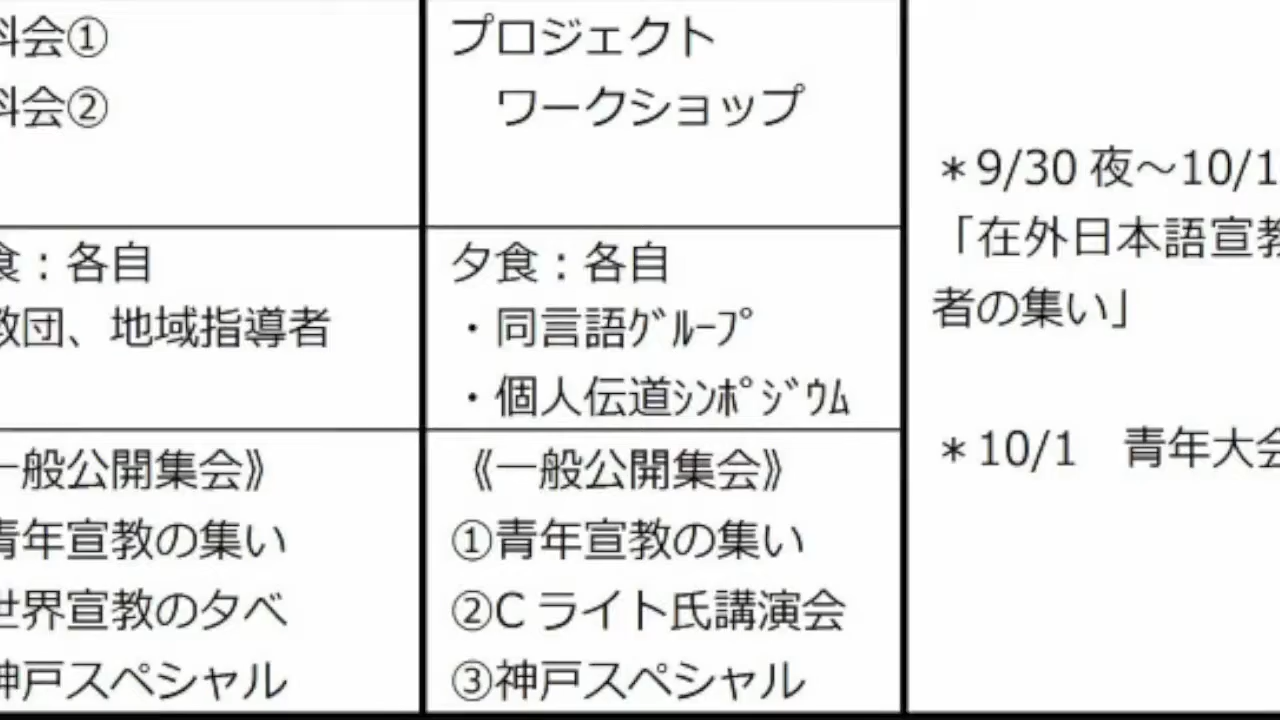 料会①
料会②
食：各自
教団、地域指導者
一般公開集会》
青年宣教の集い
世界宣教の夕べ
神戸スペシャル
プロジェクト
ワークショップ
夕食：各自
・同言語ｸﾞﾙｰﾌﾟ
・個人伝道ｼﾝﾎﾟｼﾞｳﾑ
《一般公開集会》
①青年宣教の集い
②C ライト氏講演会
③神戸スペシャル
＊9/30 夜～10/1
「在外日本語宣教
者の集い」
＊10/1　青年大会